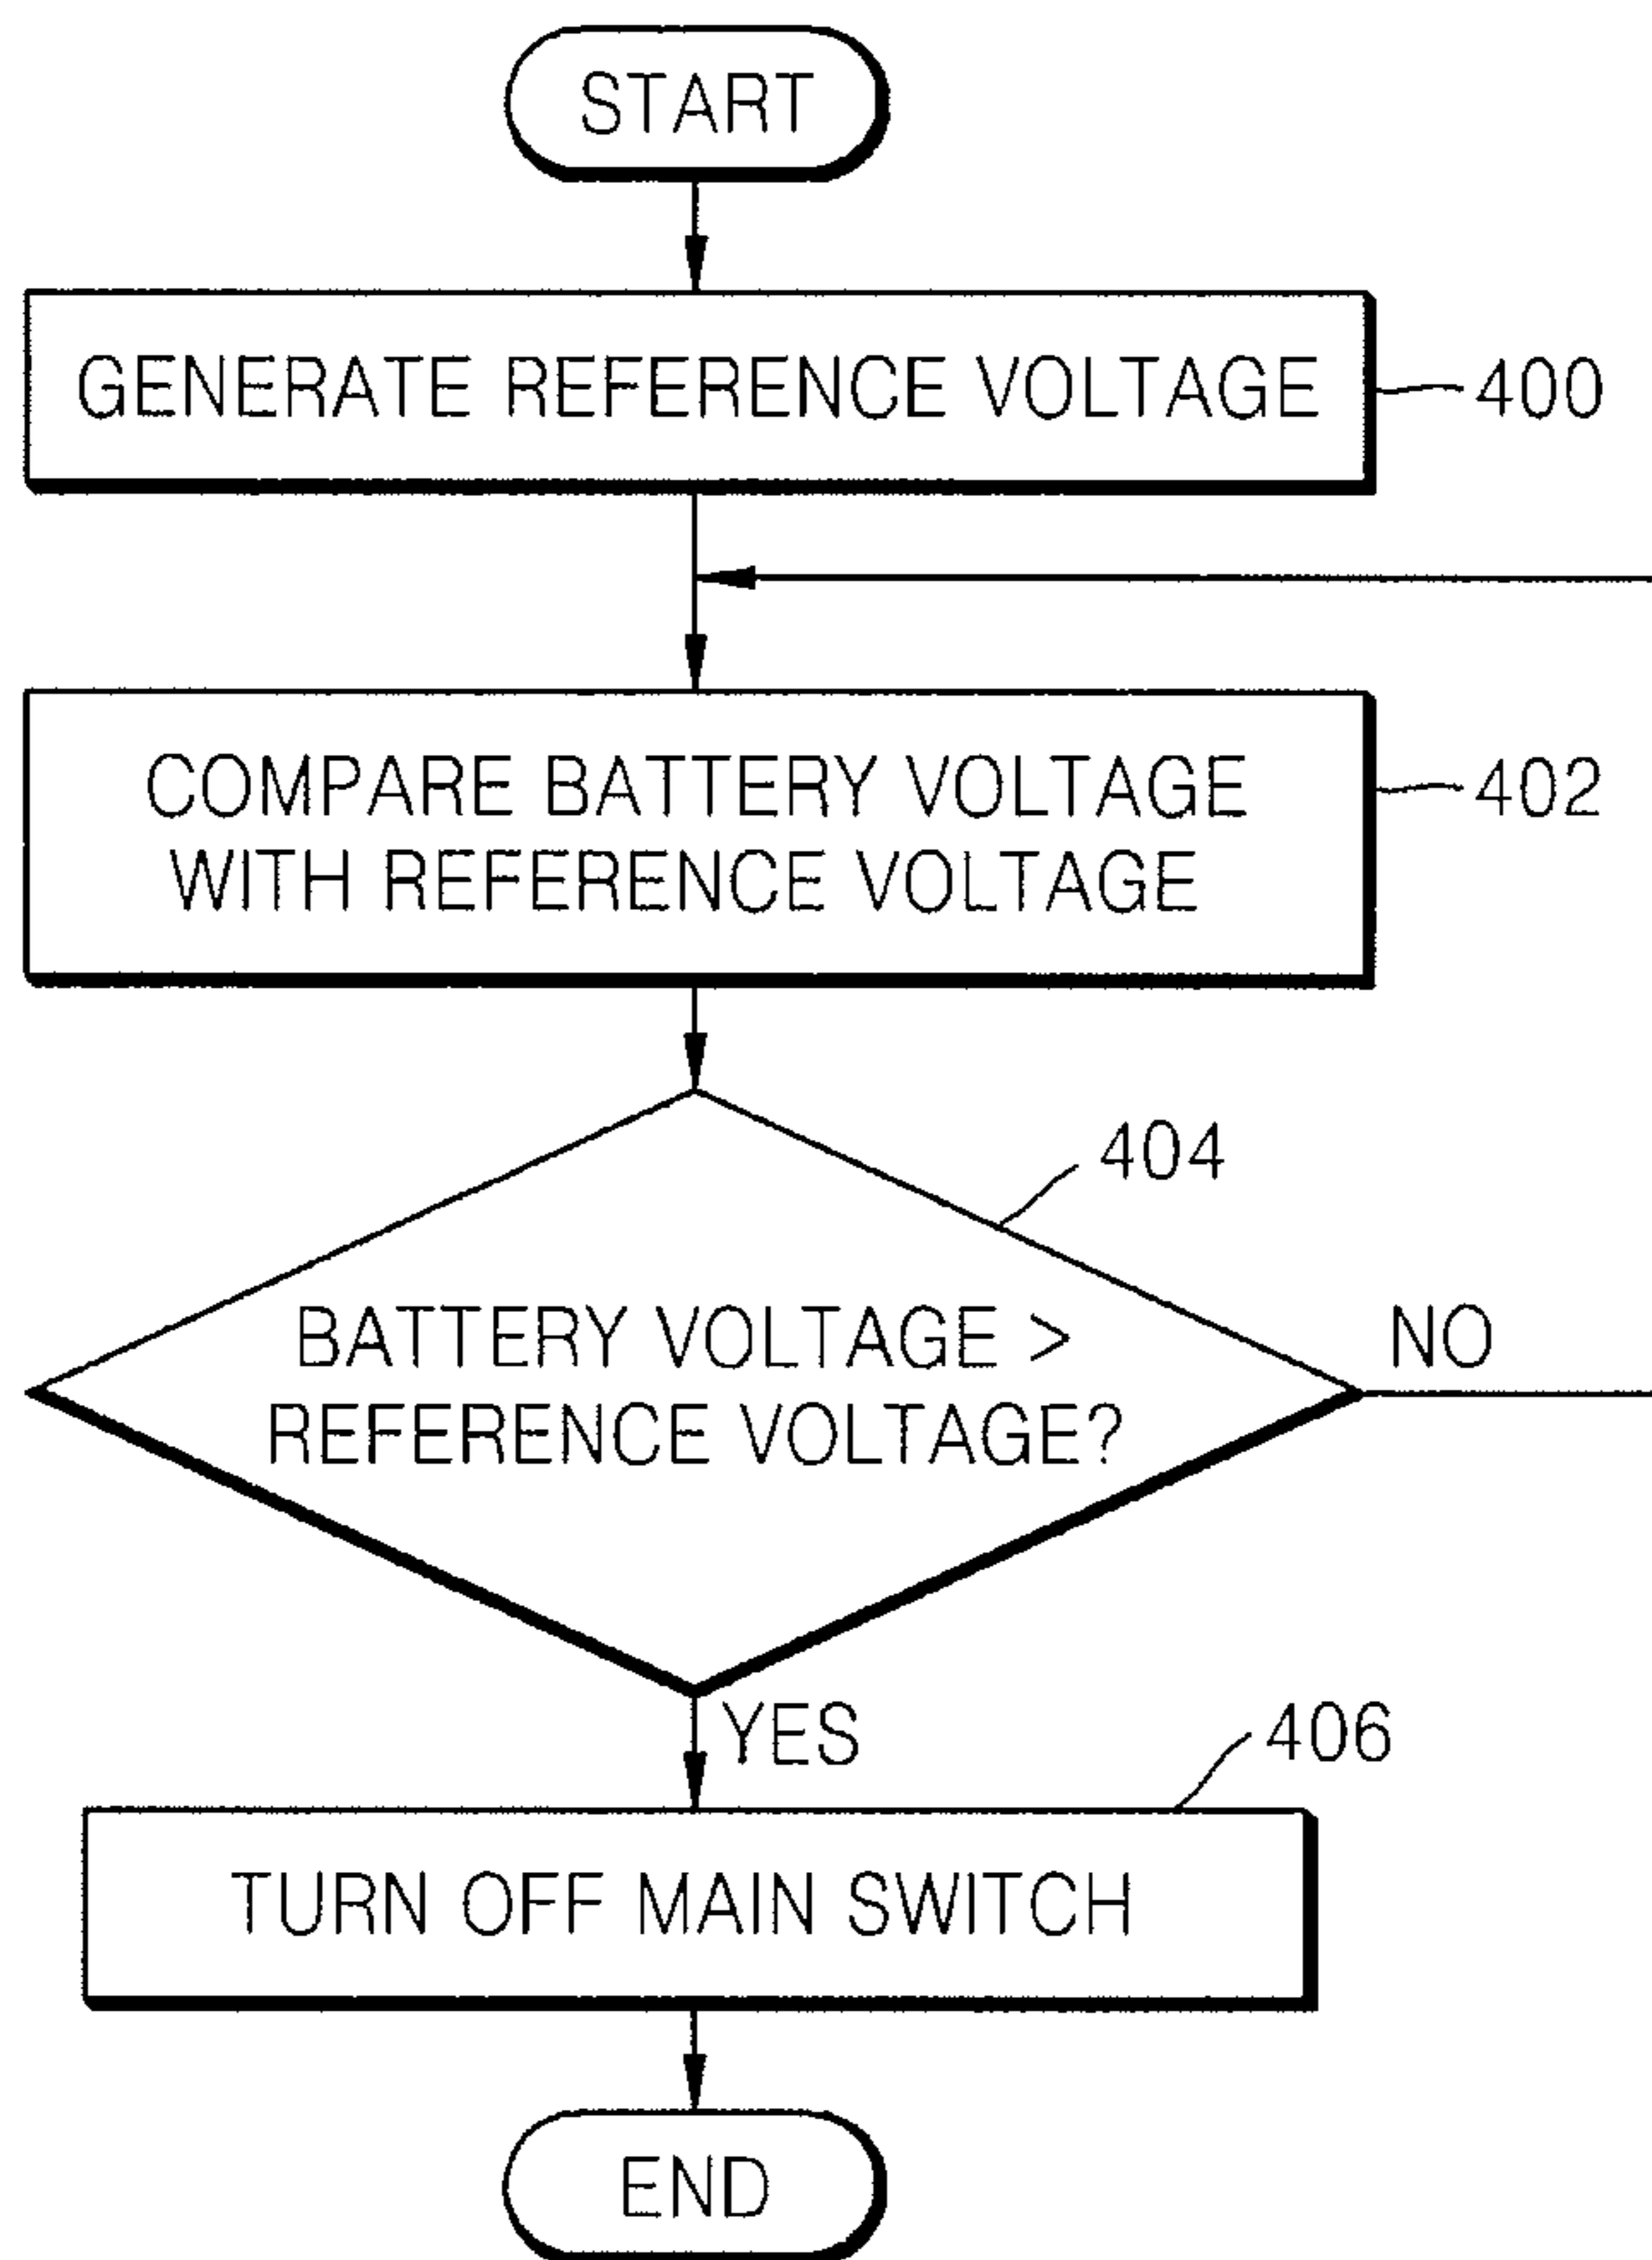 START
GENERATE REFERENCE VOLTAGE
400
COMPARE BATTERY VOLTAGE
WITH REFERENCE VOLTAGE
402
404
BATTERY VOLTAGE >
REFERENCE VOLTAGE?
NO
YES
406
TURN OFF MAIN SWITCH
END